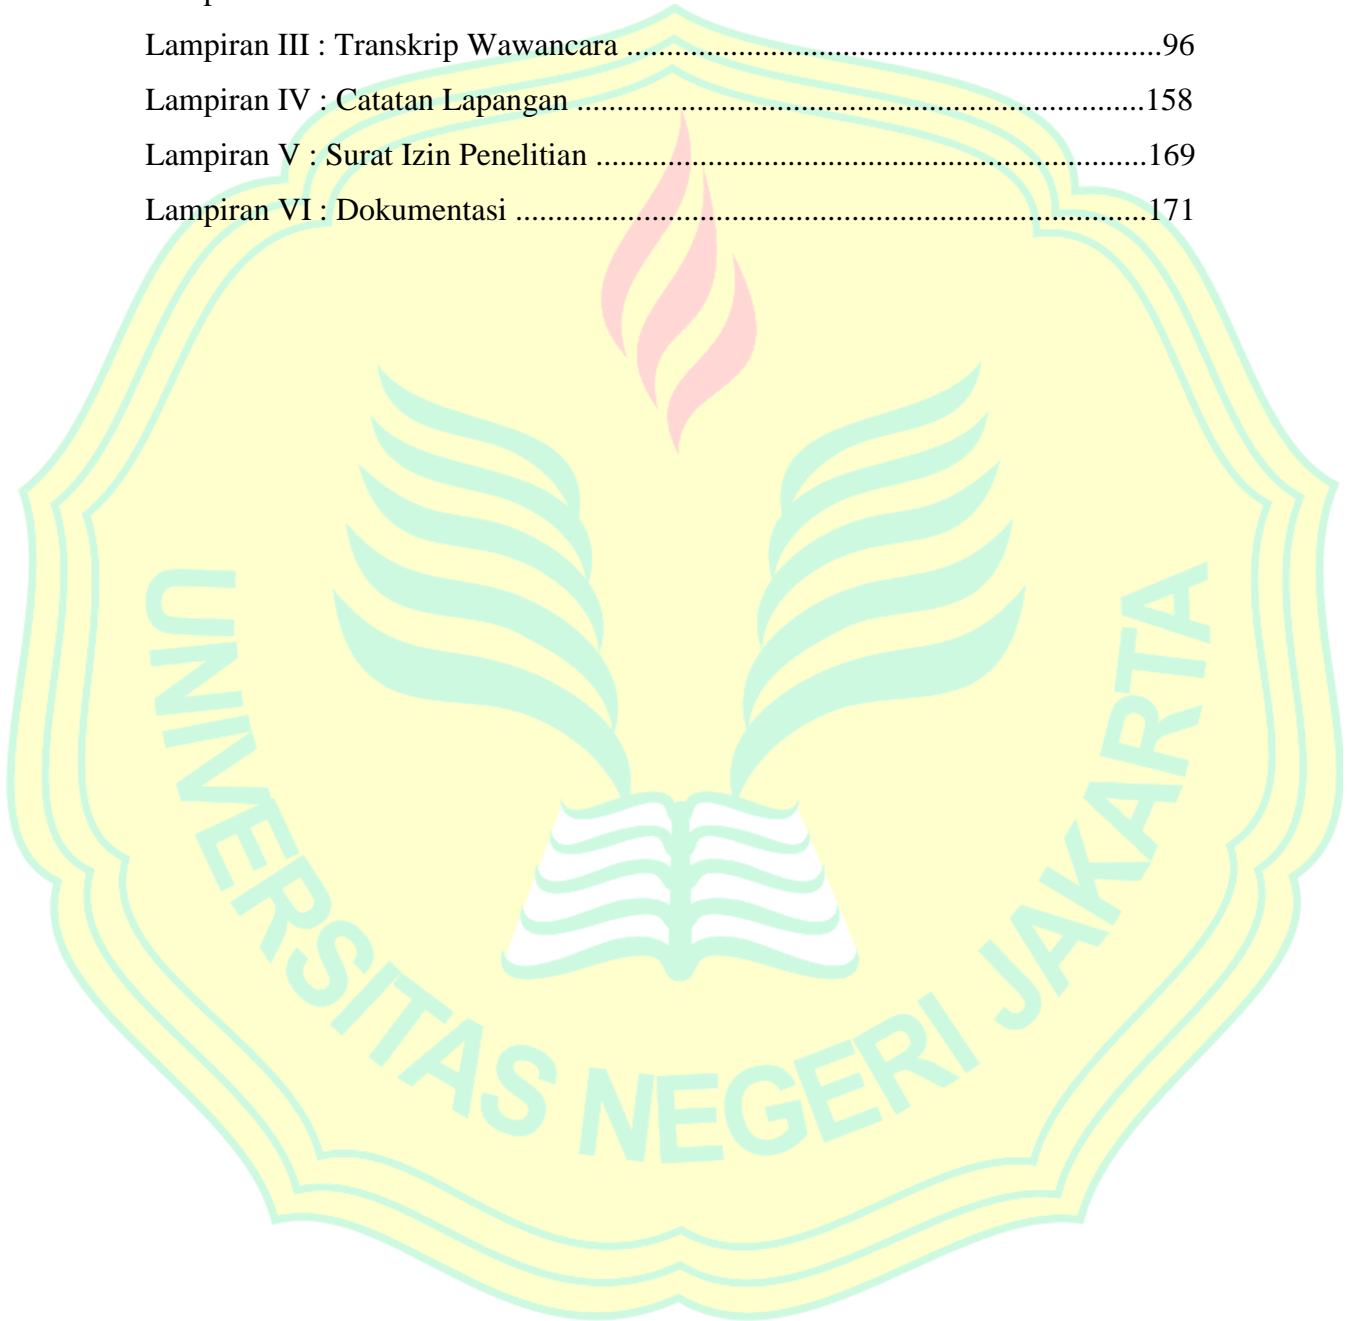 Lampiran III : Transkrip Wawancara ....................................................................96
Lampiran IV : Catatan Lapangan ........................................................................158
Lampiran V : Surat Izin Penelitian ......................................................................169
Lampiran VI : Dokumentasi ................................................................................171
UNIVERSITAS NEGERI JAKARTA